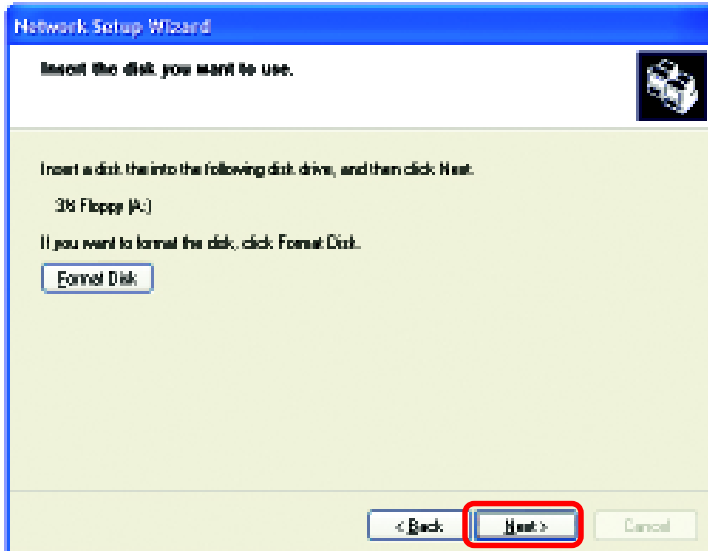 Network Setup Wizard
Insert the disk you want to use.
Insert a disk the into the following disk drive, and then click Next.
3½ Floppy (A:)
If you want to format the disk, click Format Disk.
Format Disk
< Back
Next >
Cancel